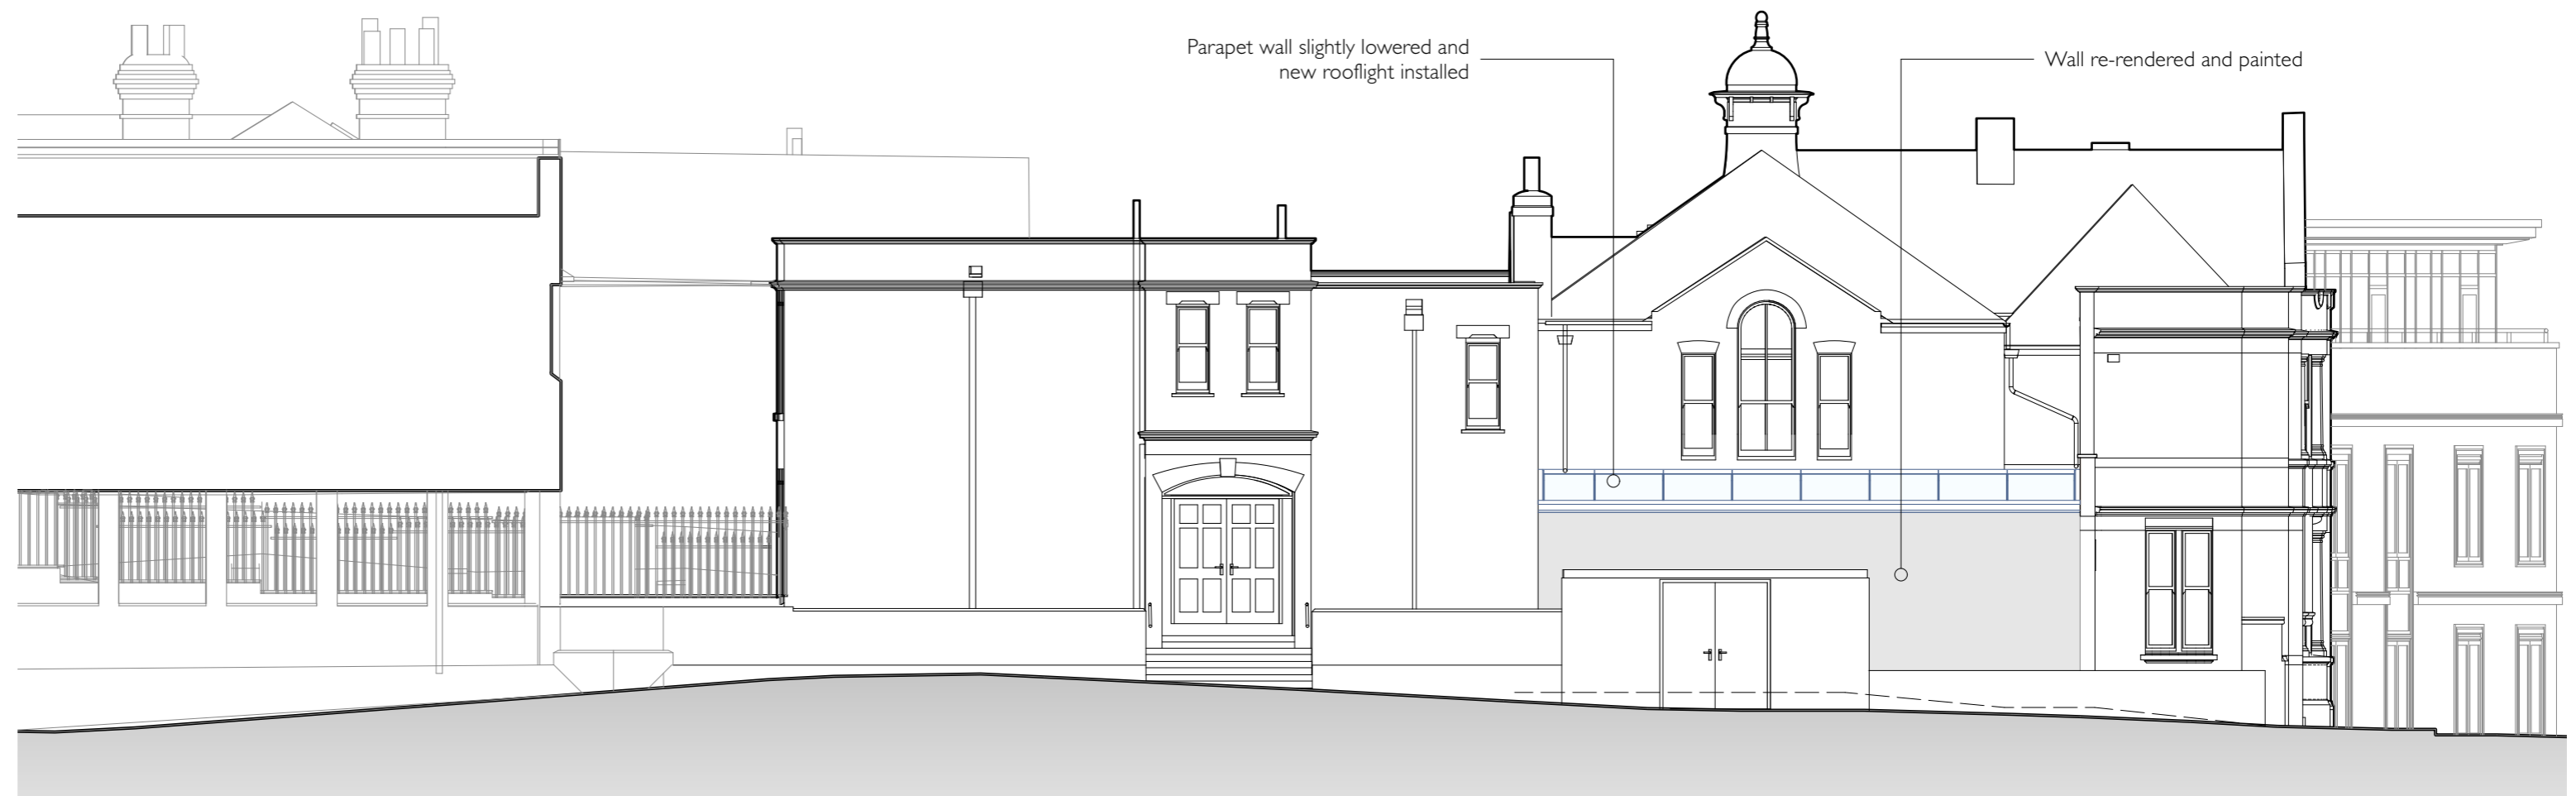 Parapet wall slightly lowered and
new rooflight installed
Wall re-rendered and painted